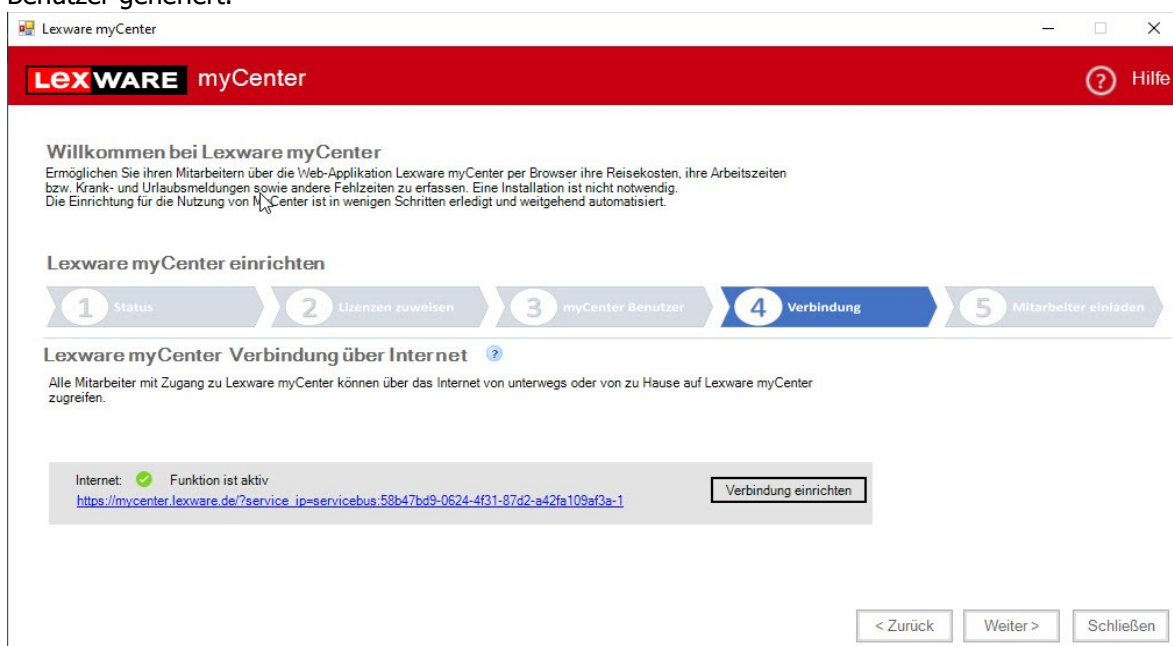 Benutzer generiert.
Lexware myCenter
LEXWARE myCenter
? Hilfe
Willkommen bei Lexware myCenter
Ermöglichen Sie ihren Mitarbeitern über die Web-Applikation Lexware myCenter per Browser ihre Reisekosten, ihre Arbeitszeiten
bzw. Krank- und Urlaubsmeldungen sowie andere Fehlzeiten zu erfassen. Eine Installation ist nicht notwendig.
Die Einrichtung für die Nutzung von MyCenter ist in wenigen Schritten erledigt und weitgehend automatisiert.
Lexware myCenter einrichten
1 Status
2 Lizenzen zuweisen
3 myCenter Benutzer
4 Verbindung
5 Mitarbeiter einladen
Lexware myCenter Verbindung über Internet ?
Alle Mitarbeiter mit Zugang zu Lexware myCenter können über das Internet von unterwegs oder von zu Hause auf Lexware myCenter
zugreifen.
Internet: Funktion ist aktiv
https://mycenter.lexware.de/?service_ip=servicebus:58b47bd9-0624-4f31-87d2-a42fa109af3a-1
Verbindung einrichten
< Zurück
Weiter >
Schließen